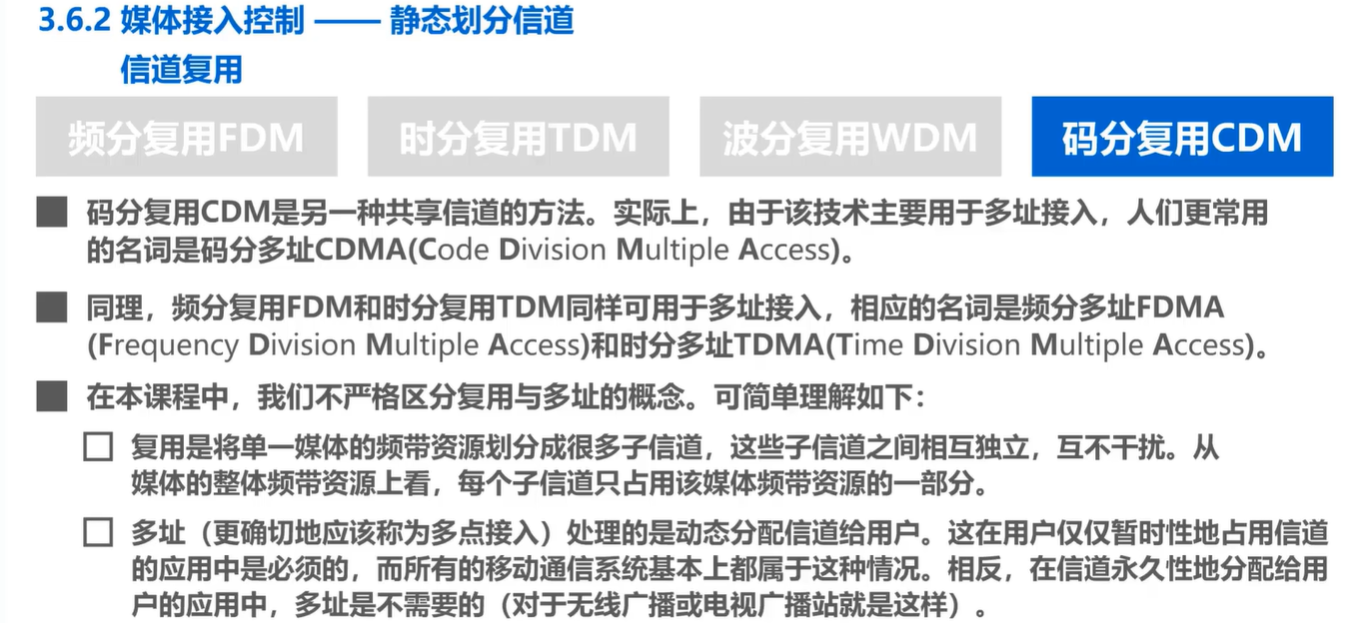 3.6.2 媒体接入控制 —— 静态划分信道
信道复用
频分复用FDM
时分复用TDM
波分复用WDM
码分复用CDM
码分复用CDM是另一种共享信道的方法。实际上，由于该技术主要用于多址接入，人们更常用
的名词是码分多址CDMA(Code Division Multiple Access)。
同理，频分复用FDM和时分复用TDM同样可用于多址接入，相应的名词是频分多址FDMA
(Frequency Division Multiple Access)和时分多址TDMA(Time Division Multiple Access)。
在本课程中，我们不严格区分复用与多址的概念。可简单理解如下：
复用是将单一媒体的频带资源划分成很多子信道，这些子信道之间相互独立，互不干扰。从
媒体的整体频带资源上看，每个子信道只占用该媒体频带资源的一部分。
多址（更确切地应该称为多点接入）处理的是动态分配信道给用户。这在用户仅仅暂时性地占用信道
的应用中是必须的，而所有的移动通信系统基本上都属于这种情况。相反，在信道永久性地分配给用
户的应用中，多址是不需要的（对于无线广播或电视广播站就是这样）。